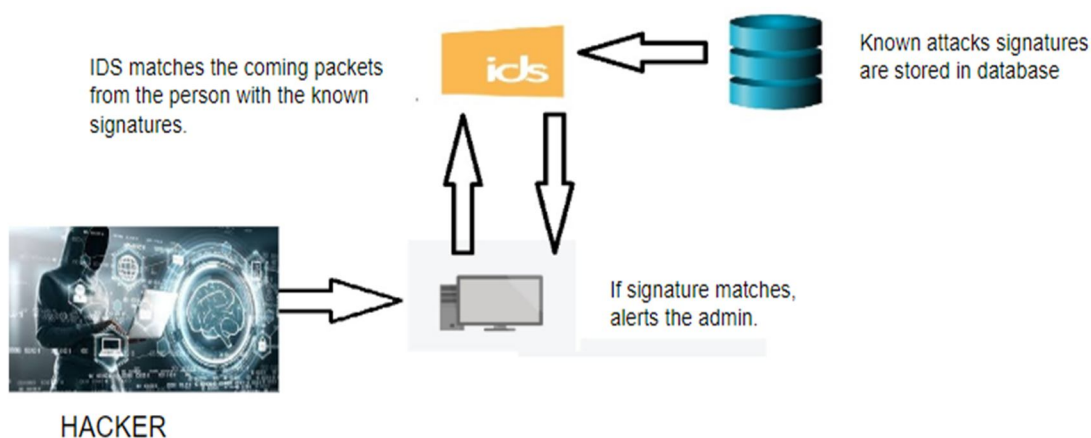 IDS matches the coming packets
from the person with the known
signatures.
ids
Known attacks signatures
are stored in database
If signature matches,
alerts the admin.
HACKER